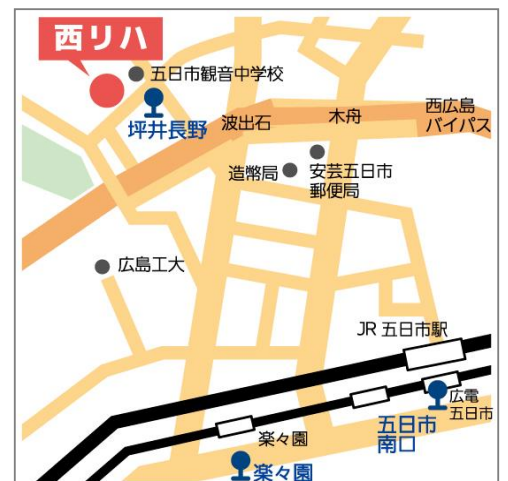 西リハ
五日市観音中学校
坪井長野
波出石
木舟
西広島
バイパス
造幣局
安芸五日市
郵便局
広島工大
JR 五日市駅
広電
五日市
五日市
南口
楽々園
楽々園